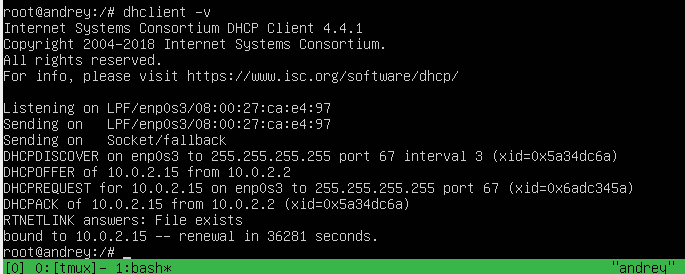 root@andrey:/# dhclient -v
Internet Systems Consortium DHCP Client 4.4.1
Copyright 2004-2018 Internet Systems Consortium.
All rights reserved.
For info, please visit https://www.isc.org/software/dhcp/
Listening on LPF/enp0s3/08:00:27:ca:e4:97
Sending on   LPF/enp0s3/08:00:27:ca:e4:97
Sending on   Socket/fallback
DHCPDISCOVER on enp0s3 to 255.255.255.255 port 67 interval 3 (xid=0x5a34dc6a)
DHCPOFFER of 10.0.2.15 from 10.0.2.2
DHCPREQUEST for 10.0.2.15 on enp0s3 to 255.255.255.255 port 67 (xid=0x6adc345a)
DHCPACK of 10.0.2.15 from 10.0.2.2 (xid=0x5a34dc6a)
RTNETLINK answers: File exists
bound to 10.0.2.15 -- renewal in 36281 seconds.
root@andrey:/# _
[0] 0:[tmux]- 1:bash* "andrey"